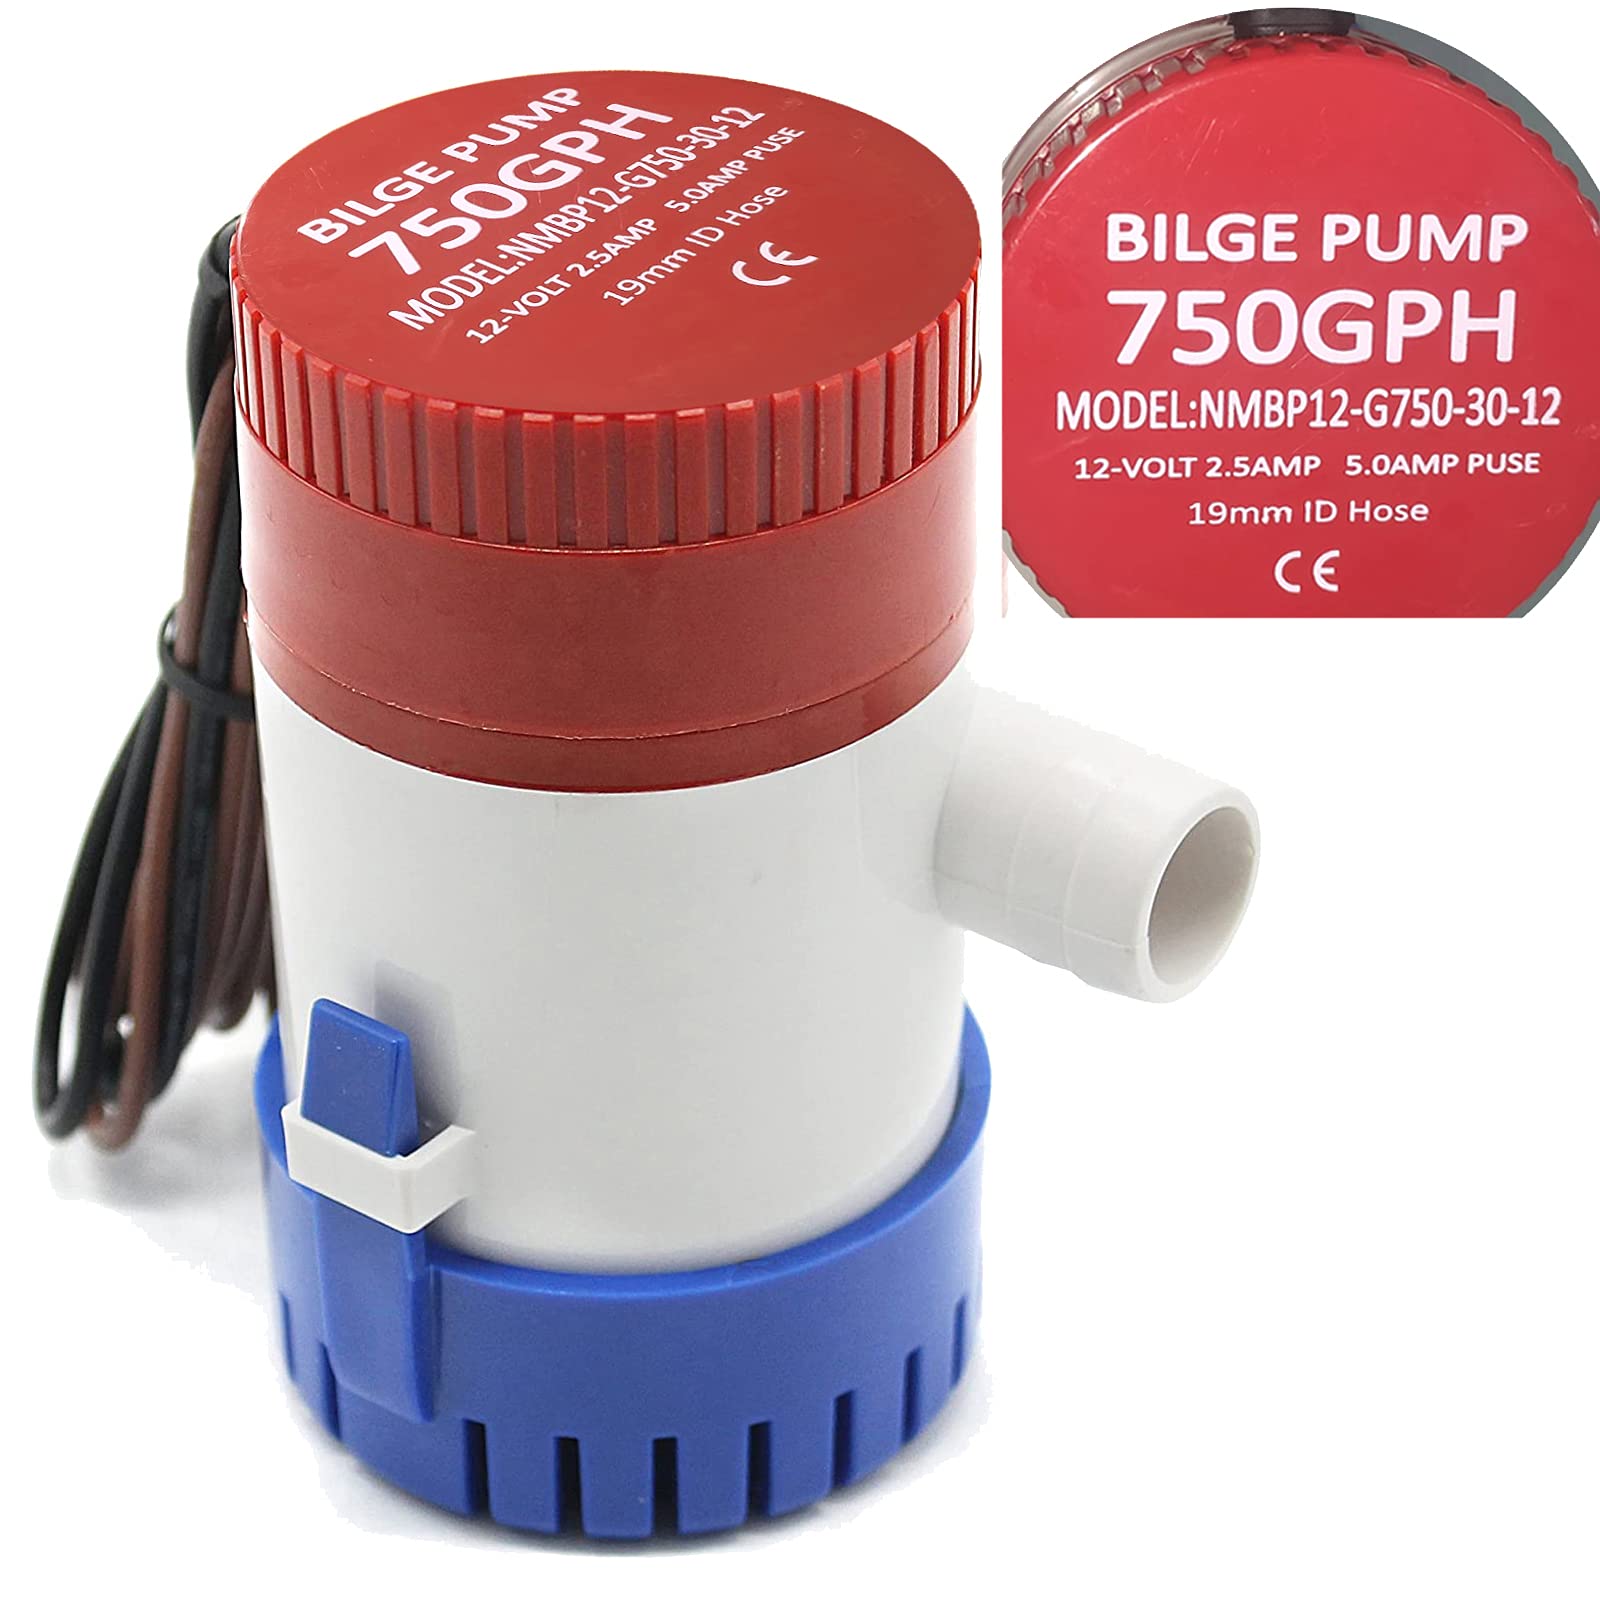 BILGE PUMP
750GPH
MODEL:NMBP12-G750-30-12
12-VOLT 2.5AMP 5.0AMP PUSE
19mm ID Hose
CE
BILGE PUMP
750GPH
MODEL:NMBP12-G750-30-12
12-VOLT 2.5AMP 5.0AMP PUSE
19mm ID Hose
CE